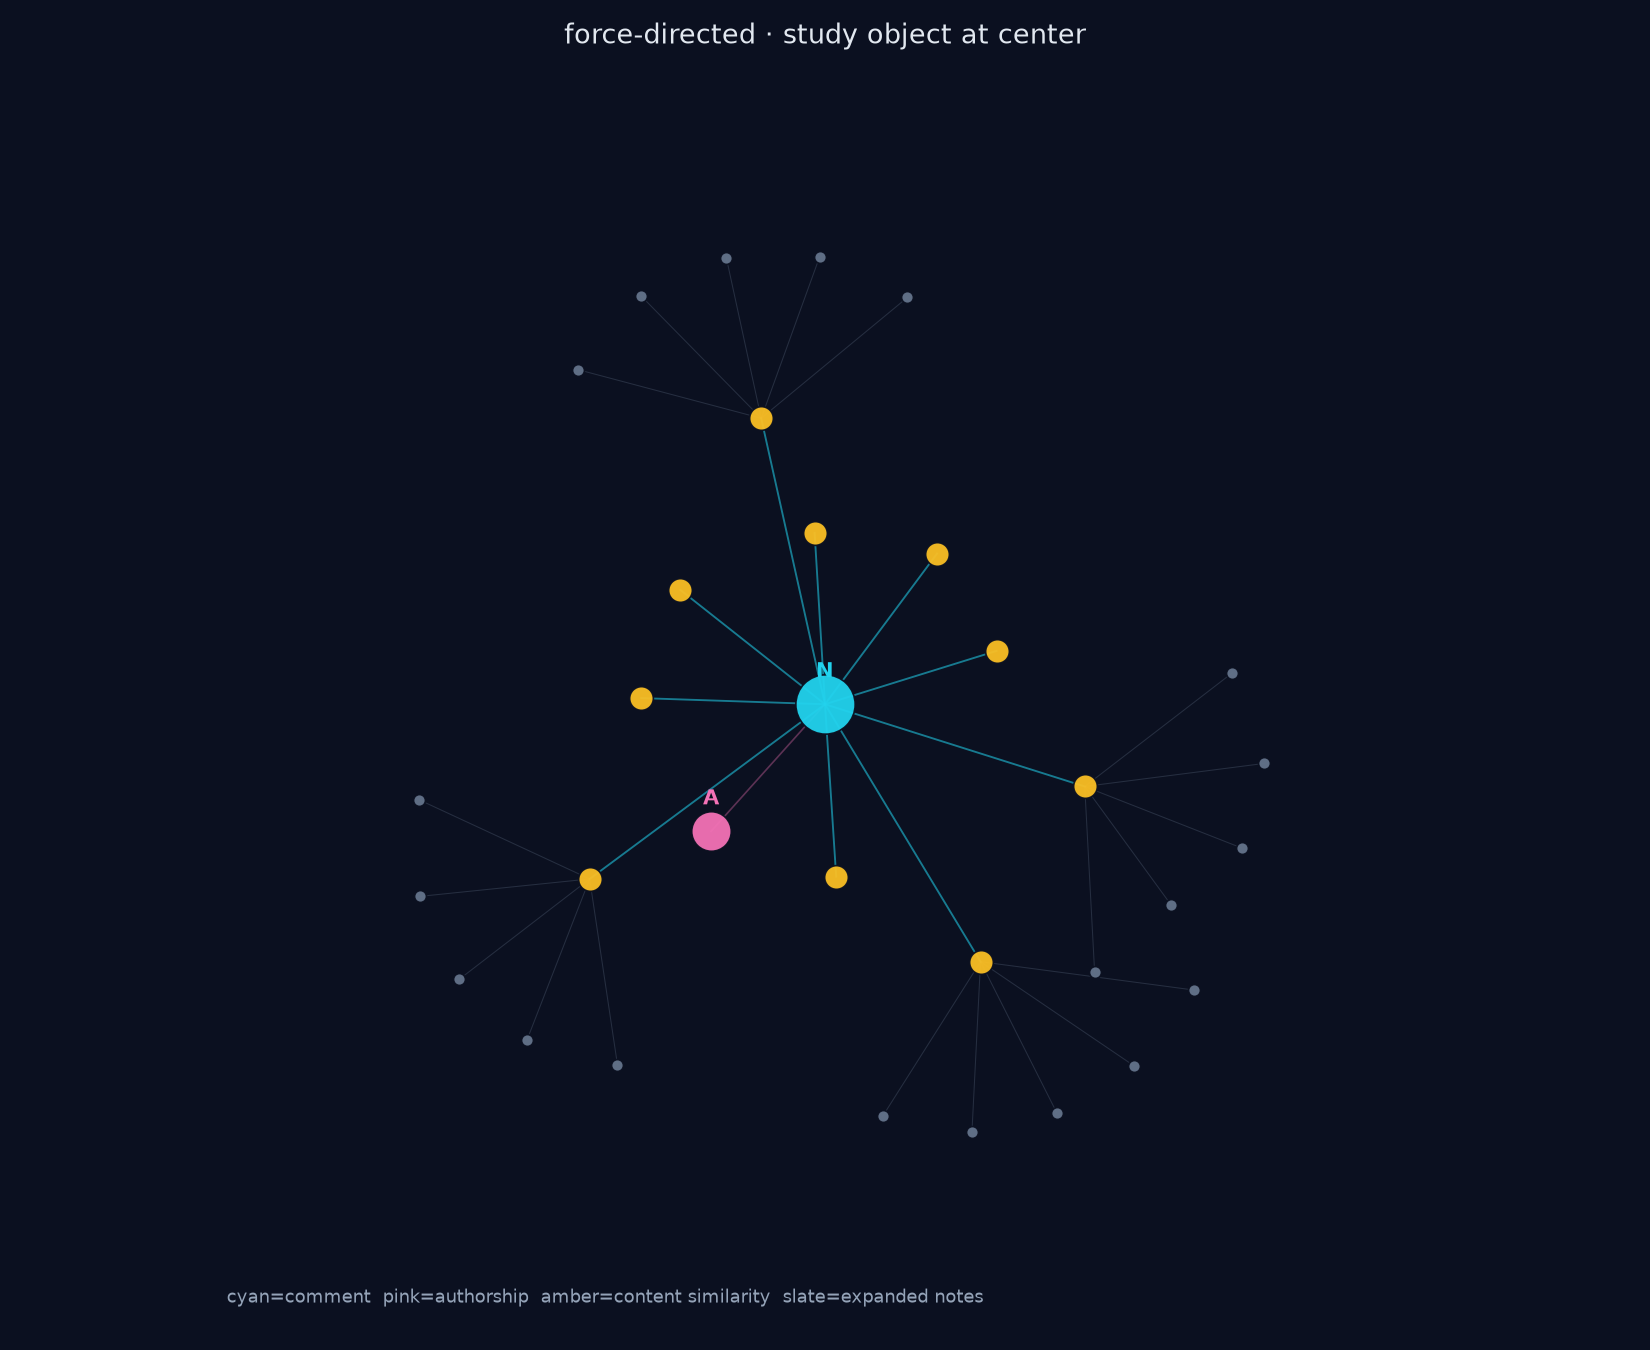 force-directed · study object at center
N
A
cyan=comment  pink=authorship  amber=content similarity  slate=expanded notes